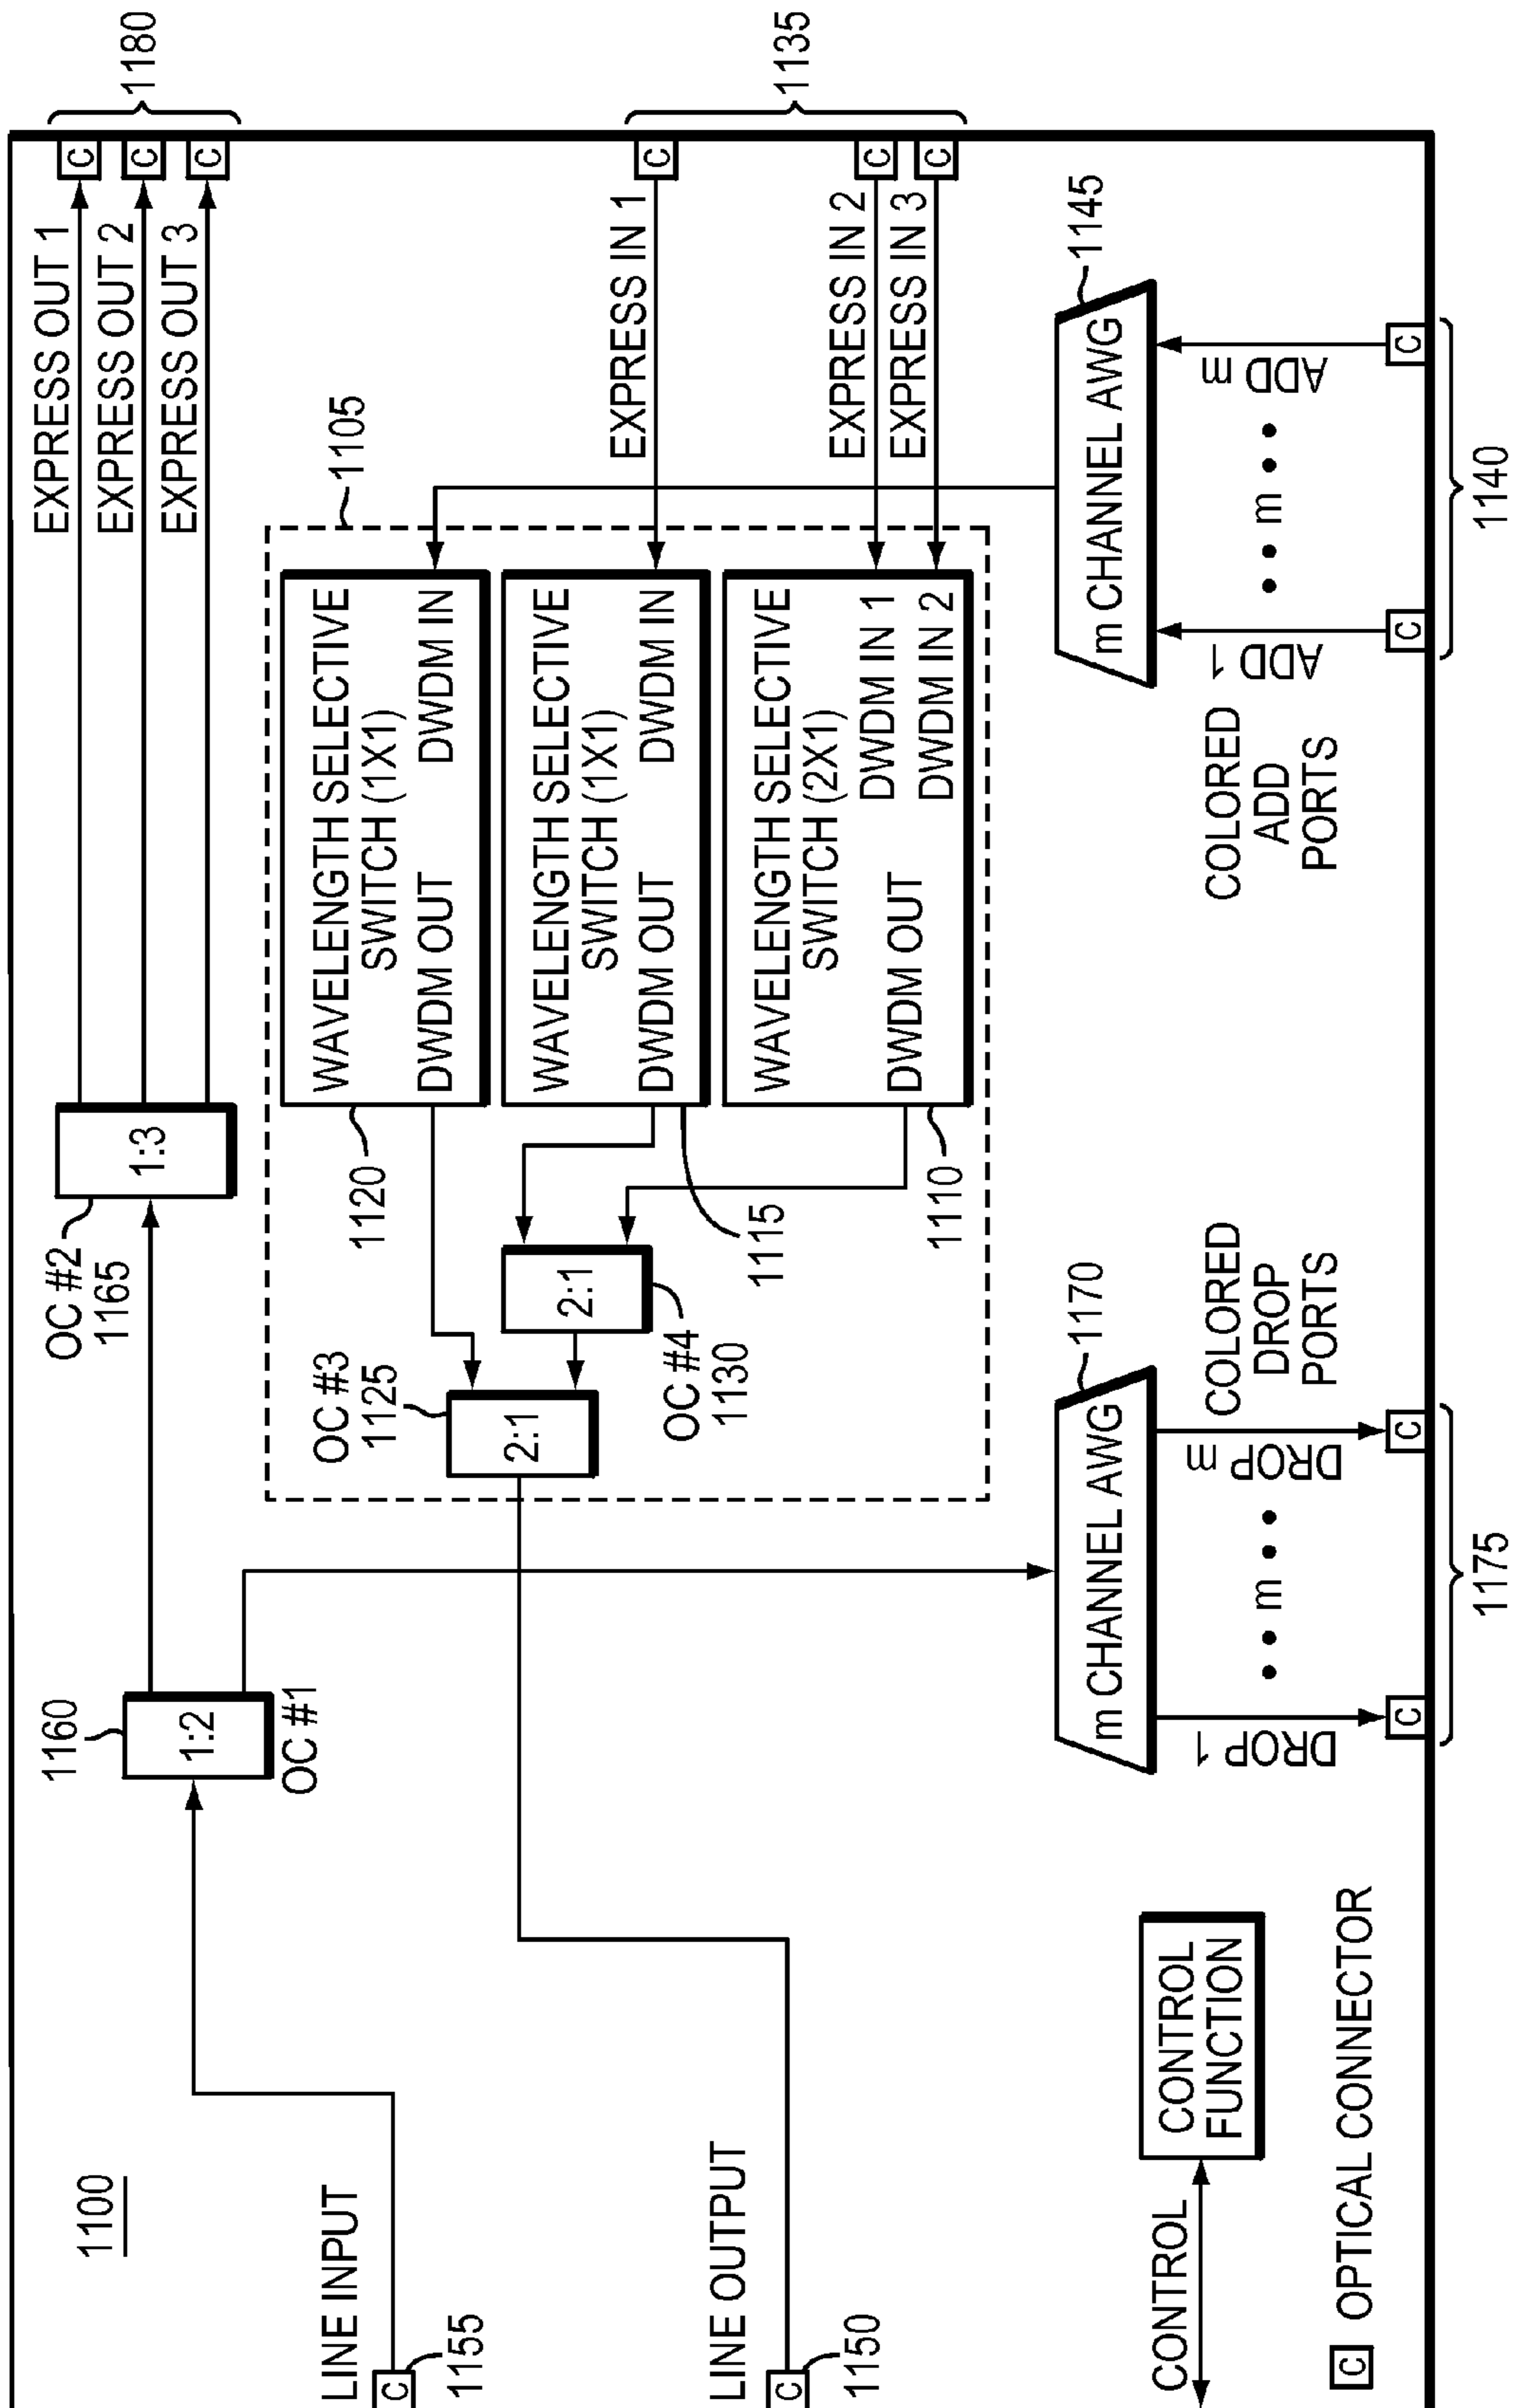 1100
LINE INPUT
C
1155
LINE OUTPUT
C
1150
CONTROL
CONTROL
FUNCTION
C OPTICAL CONNECTOR
1160
1:2
OC #1
OC #2
1165
1:3
EXPRESS OUT 1
C
EXPRESS OUT 2
C
EXPRESS OUT 3
C
1180
1105
WAVELENGTH SELECTIVE
SWITCH (1X1)
DWDM OUT
DWDM IN
1120
WAVELENGTH SELECTIVE
SWITCH (1X1)
DWDM OUT
DWDM IN
1115
WAVELENGTH SELECTIVE
SWITCH (2X1)
DWDM IN 1
DWDM OUT
DWDM IN 2
1110
OC #3
1125
2:1
2:1
OC #4
1130
EXPRESS IN 1
C
EXPRESS IN 2
C
EXPRESS IN 3
C
1135
m CHANNEL AWG
1170
DROP 1
m
DROP m
COLORED
DROP
PORTS
C
C
1175
m CHANNEL AWG
1145
COLORED
ADD
PORTS
ADD 1
m
ADD m
C
C
1140